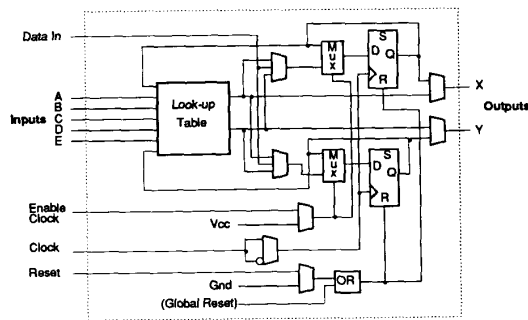 Data In
Mux
D S Q R
Look-up Table
A
B
C
D
E
Inputs
X
Y
Outputs
Mux
D S Q R
Enable Clock
Vcc
Clock
Reset
Gnd
OR
(Global Reset)